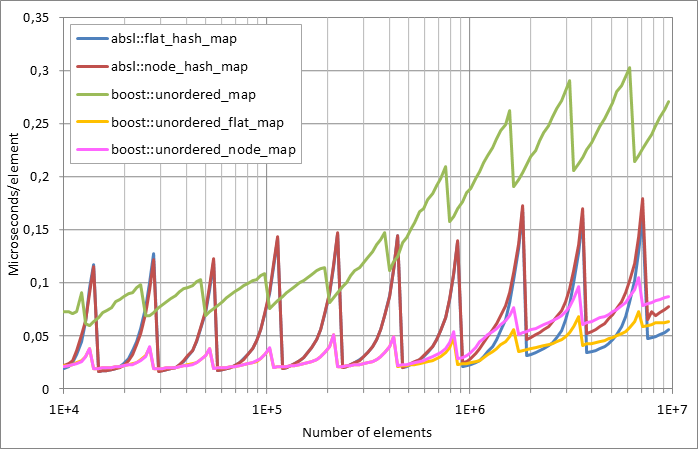 0,35
0,3
0,25
0,2
0,15
0,1
0,05
0
Microseconds/element
absl::flat_hash_map
absl::node_hash_map
boost::unordered_map
boost::unordered_flat_map
boost::unordered_node_map
1E+4
1E+5
1E+6
1E+7
Number of elements